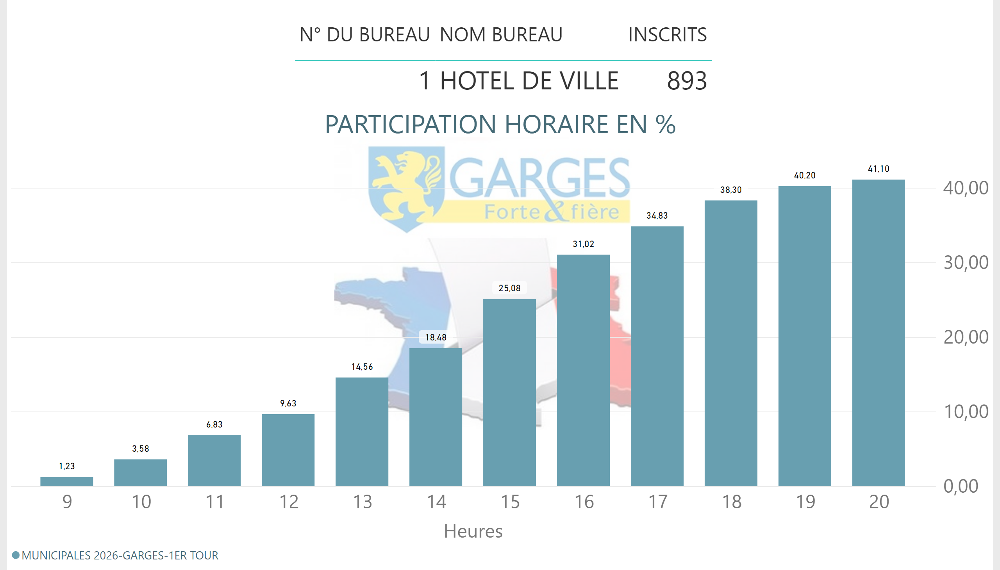 N° DU BUREAU NOM BUREAU INSCRITS
1 HOTEL DE VILLE 893
PARTICIPATION HORAIRE EN %
GARGES
Forte & fière
41,10
40,20
40,00
38,30
34,83
31,02
30,00
25,08
20,00
18,48
14,56
10,00
9,63
6,83
3,58
1,23
0,00
9 10 11 12 13 14 15 16 17 18 19 20
Heures
MUNICIPALES 2026-GARGES-1ER TOUR